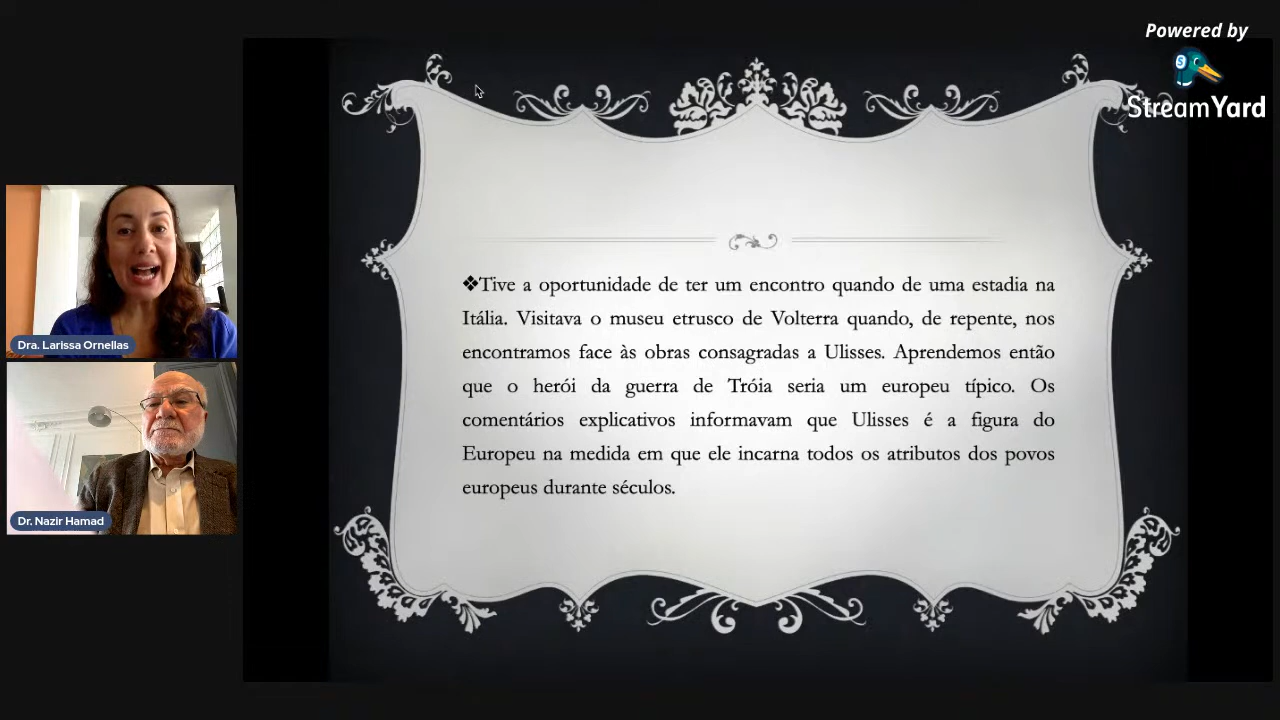 Powered by
StreamYard
❖Tive a oportunidade de ter um encontro quando de uma estadia na
Itália. Visitava o museu etrusco de Volterra quando, de repente, nos
encontramos face às obras consagradas a Ulisses. Aprendemos então
que o herói da guerra de Tróia seria um europeu típico. Os
comentários explicativos informavam que Ulisses é a figura do
Europeu na medida em que ele incarna todos os atributos dos povos
europeus durante séculos.
Dra. Larissa Ornellas
Dr. Nazir Hamad